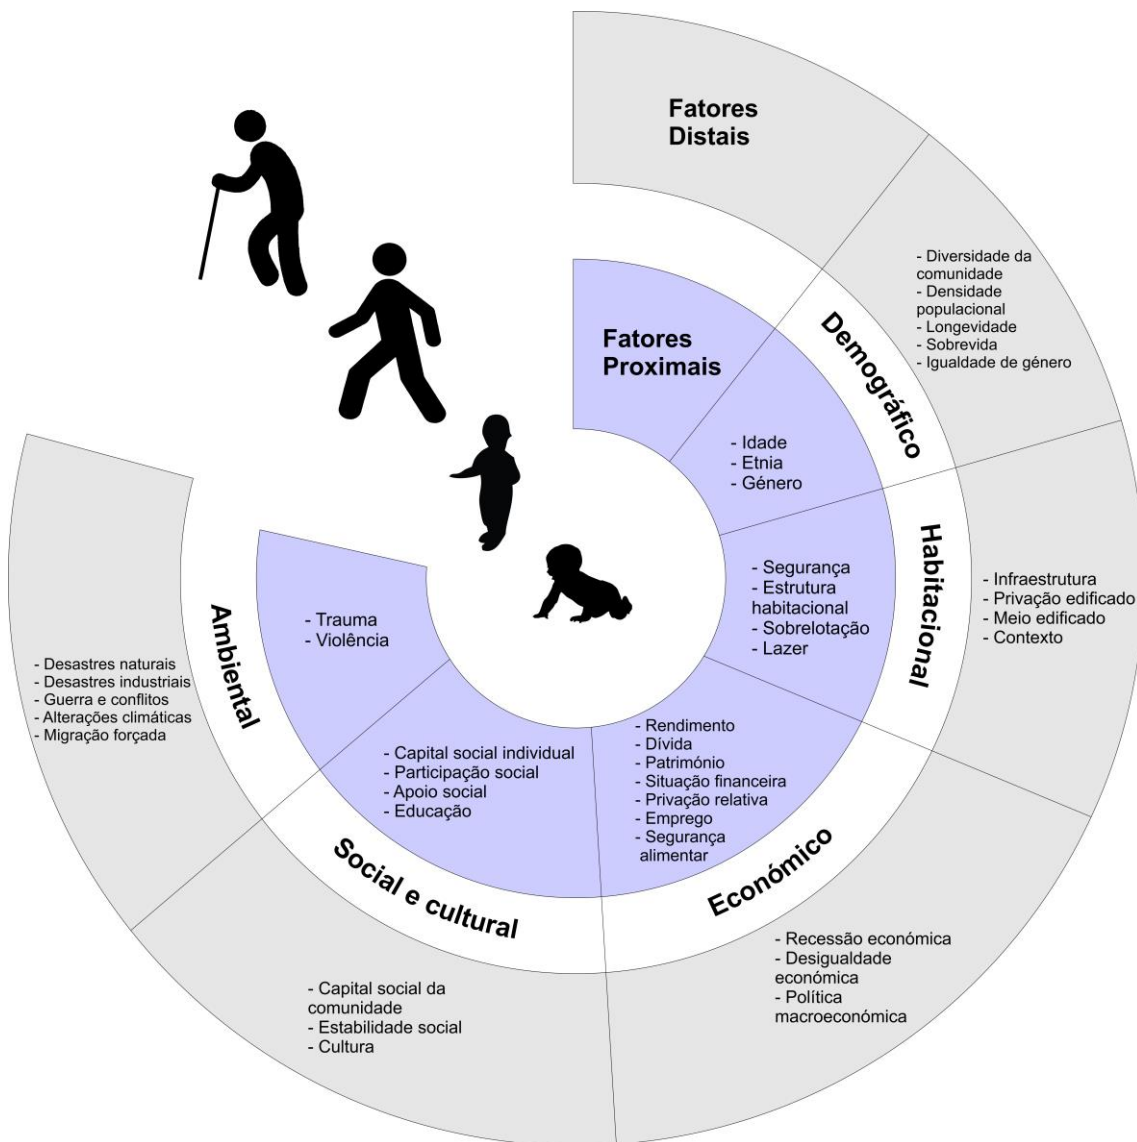 Fatores
Distais
Fatores
Proximais
Demográfico
- Diversidade da
comunidade
- Densidade
populacional
- Longevidade
- Sobrevida
- Igualdade de género
- Idade
- Etnia
- Género
Habitacional
- Segurança
- Estrutura
habitacional
- Sobrelotação
- Lazer
- Infraestrutura
- Privação edificado
- Meio edificado
- Contexto
Económico
- Rendimento
- Dívida
- Património
- Situação financeira
- Privação relativa
- Emprego
- Segurança
alimentar
- Recessão económica
- Desigualdade
económica
- Política
macroeconómica
Social e cultural
- Capital social individual
- Participação social
- Apoio social
- Educação
- Capital social da
comunidade
- Estabilidade social
- Cultura
Ambiental
- Trauma
- Violência
- Desastres naturais
- Desastres industriais
- Guerra e conflitos
- Alterações climáticas
- Migração forçada